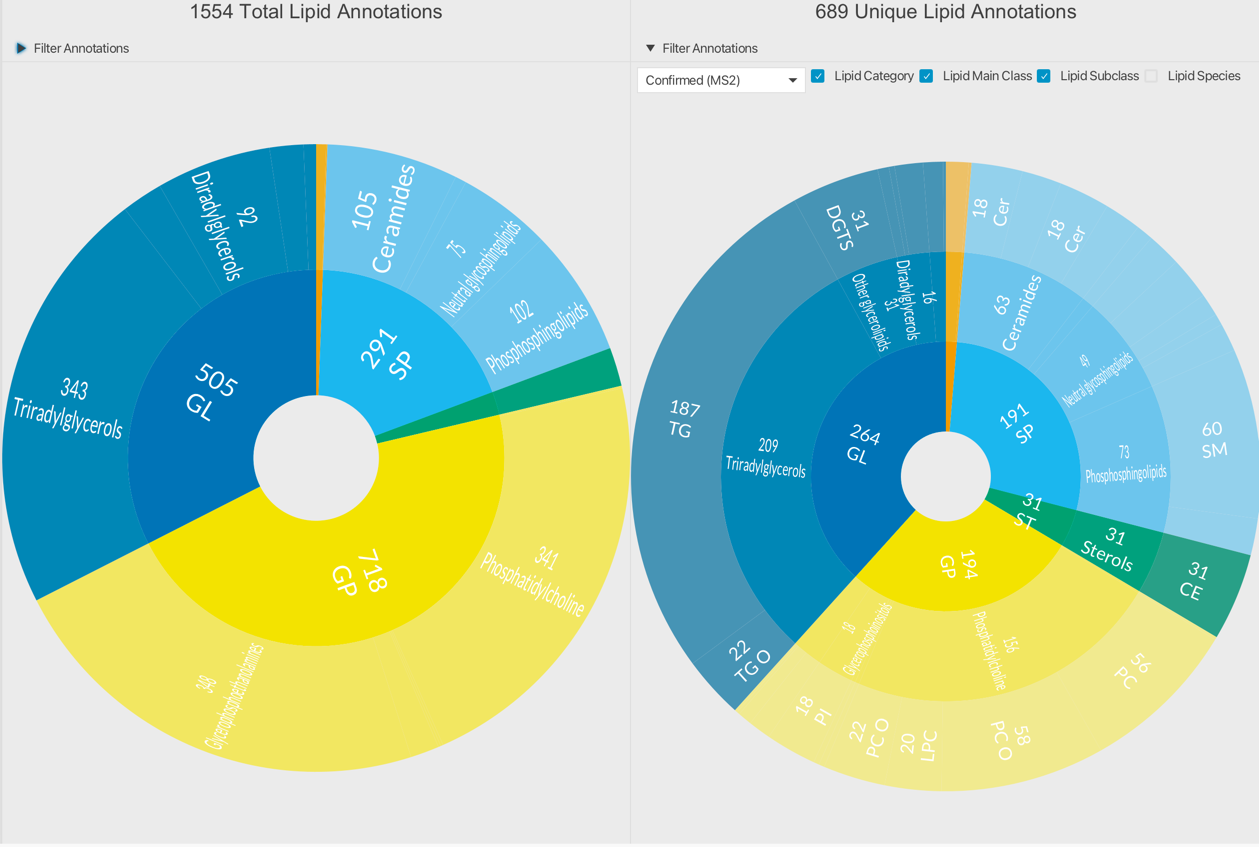 1554 Total Lipid Annotations
Filter Annotations
105
Ceramides
75
Neutral glycosphingolipids
102
Phosphosphingolipids
291
SP
92
Diradylglycerols
505
GL
343
Triradylglycerols
718
GP
341
Phosphatidylcholine
348
Glycerophosphoethanolamines
689 Unique Lipid Annotations
Filter Annotations
Confirmed (MS2)
Lipid Category
Lipid Main Class
Lipid Subclass
Lipid Species
18
Cer
18
Cer
63
Ceramides
49
Neutral glycosphingolipids
191
SP
73
Phosphosphingolipids
60
SM
31
ST
31
Sterols
31
CE
31
DGTS
31
Other glycerolipids
16
Diradylglycerols
264
GL
209
Triradylglycerols
187
TG
22
TG O
194
GP
18
Glycerophosphoinositols
156
Phosphatidylcholine
56
PC
58
PC O
20
LPC
22
PC O
18
PI